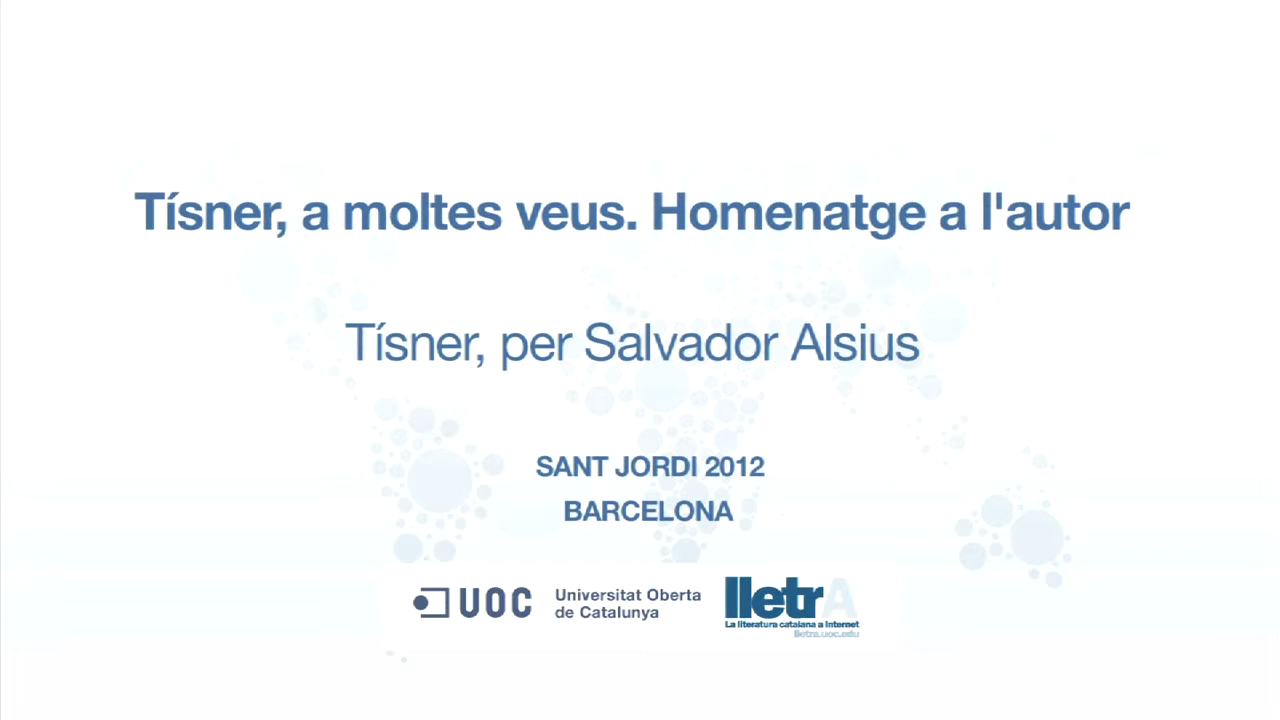 Tísner, a moltes veus. Homenatge a l'autor
Tísner, per Salvador Alsius
SANT JORDI 2012
BARCELONA
UOC
Universitat Oberta
de Catalunya
lletrA
La literatura catalana a Internet
lletra.uoc.edu